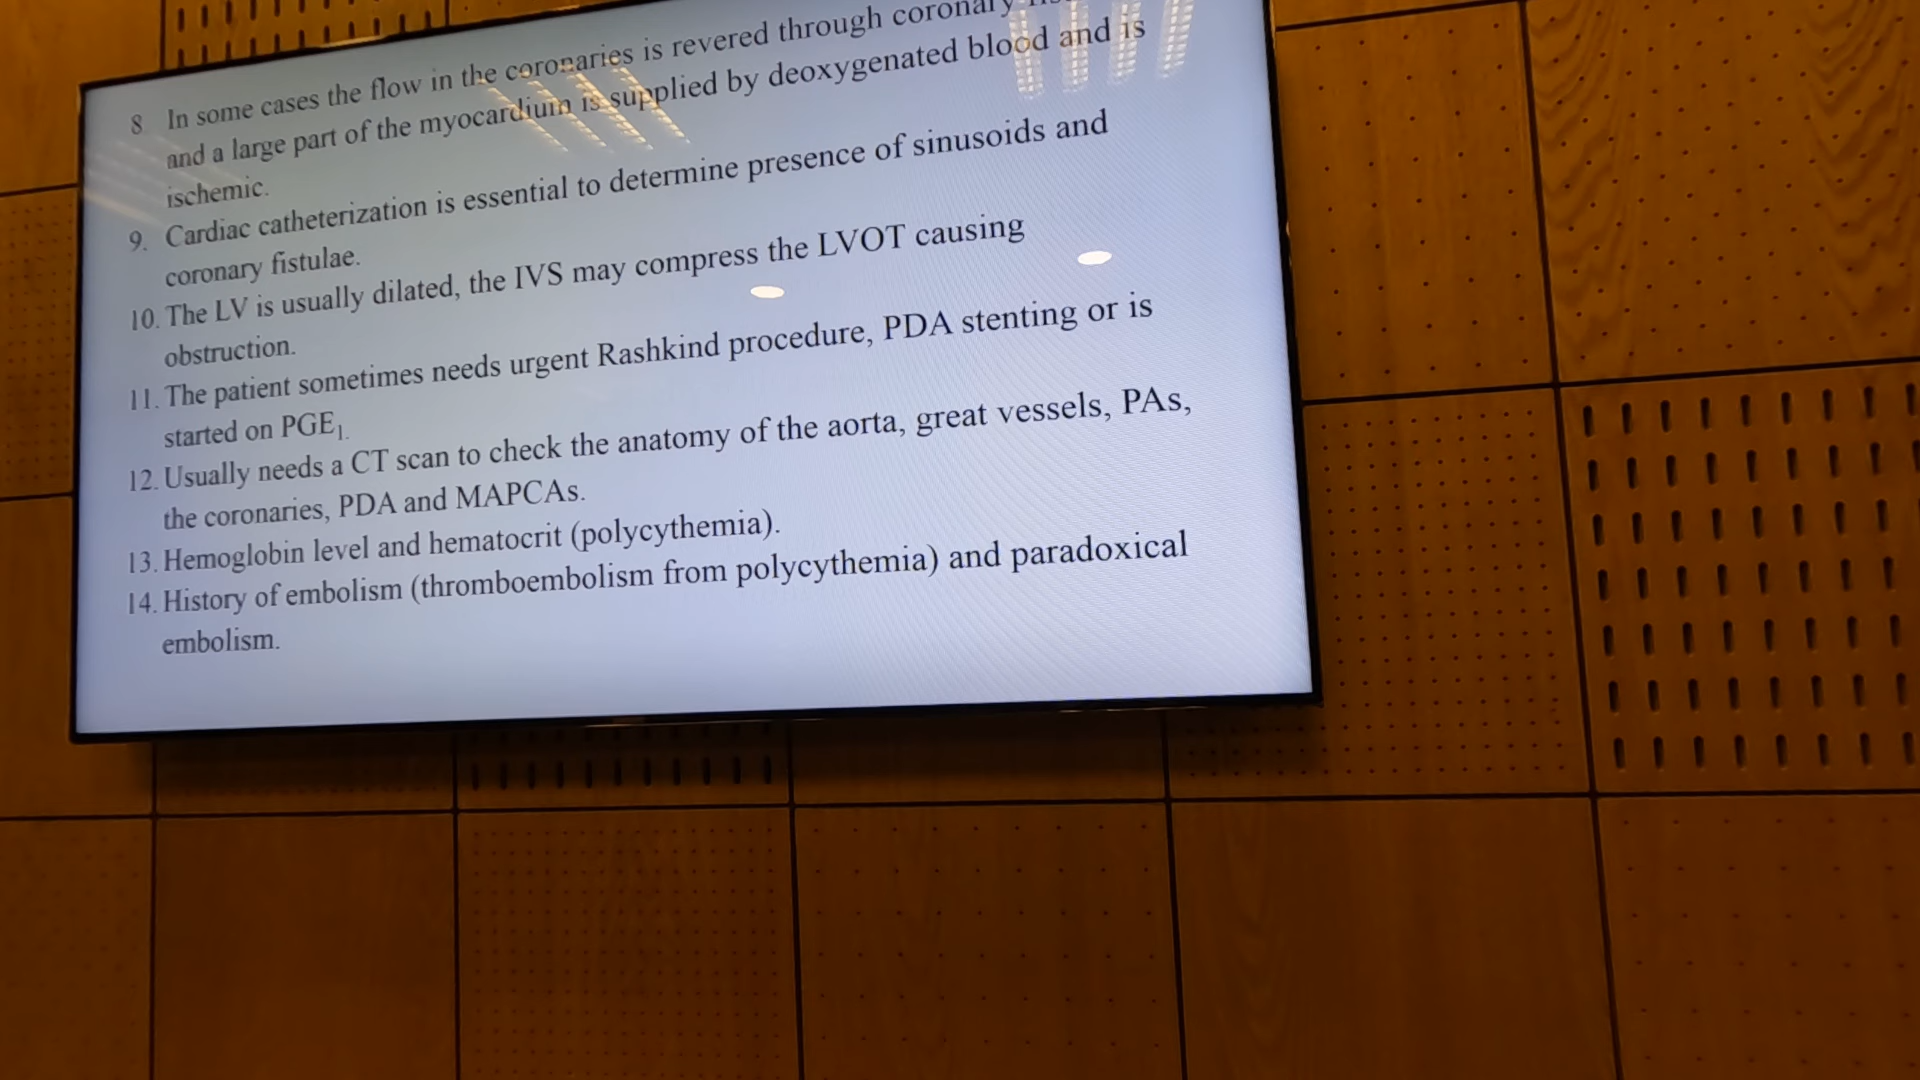 8. In some cases the flow in the coronaries is revered through coronary
and a large part of the myocardium is supplied by deoxygenated blood and is
ischemic.
9. Cardiac catheterization is essential to determine presence of sinusoids and
coronary fistulae.
10. The LV is usually dilated, the IVS may compress the LVOT causing
obstruction.
11. The patient sometimes needs urgent Rashkind procedure, PDA stenting or is
started on PGE1.
12. Usually needs a CT scan to check the anatomy of the aorta, great vessels, PAs,
the coronaries, PDA and MAPCAs.
13. Hemoglobin level and hematocrit (polycythemia).
14. History of embolism (thromboembolism from polycythemia) and paradoxical
embolism.